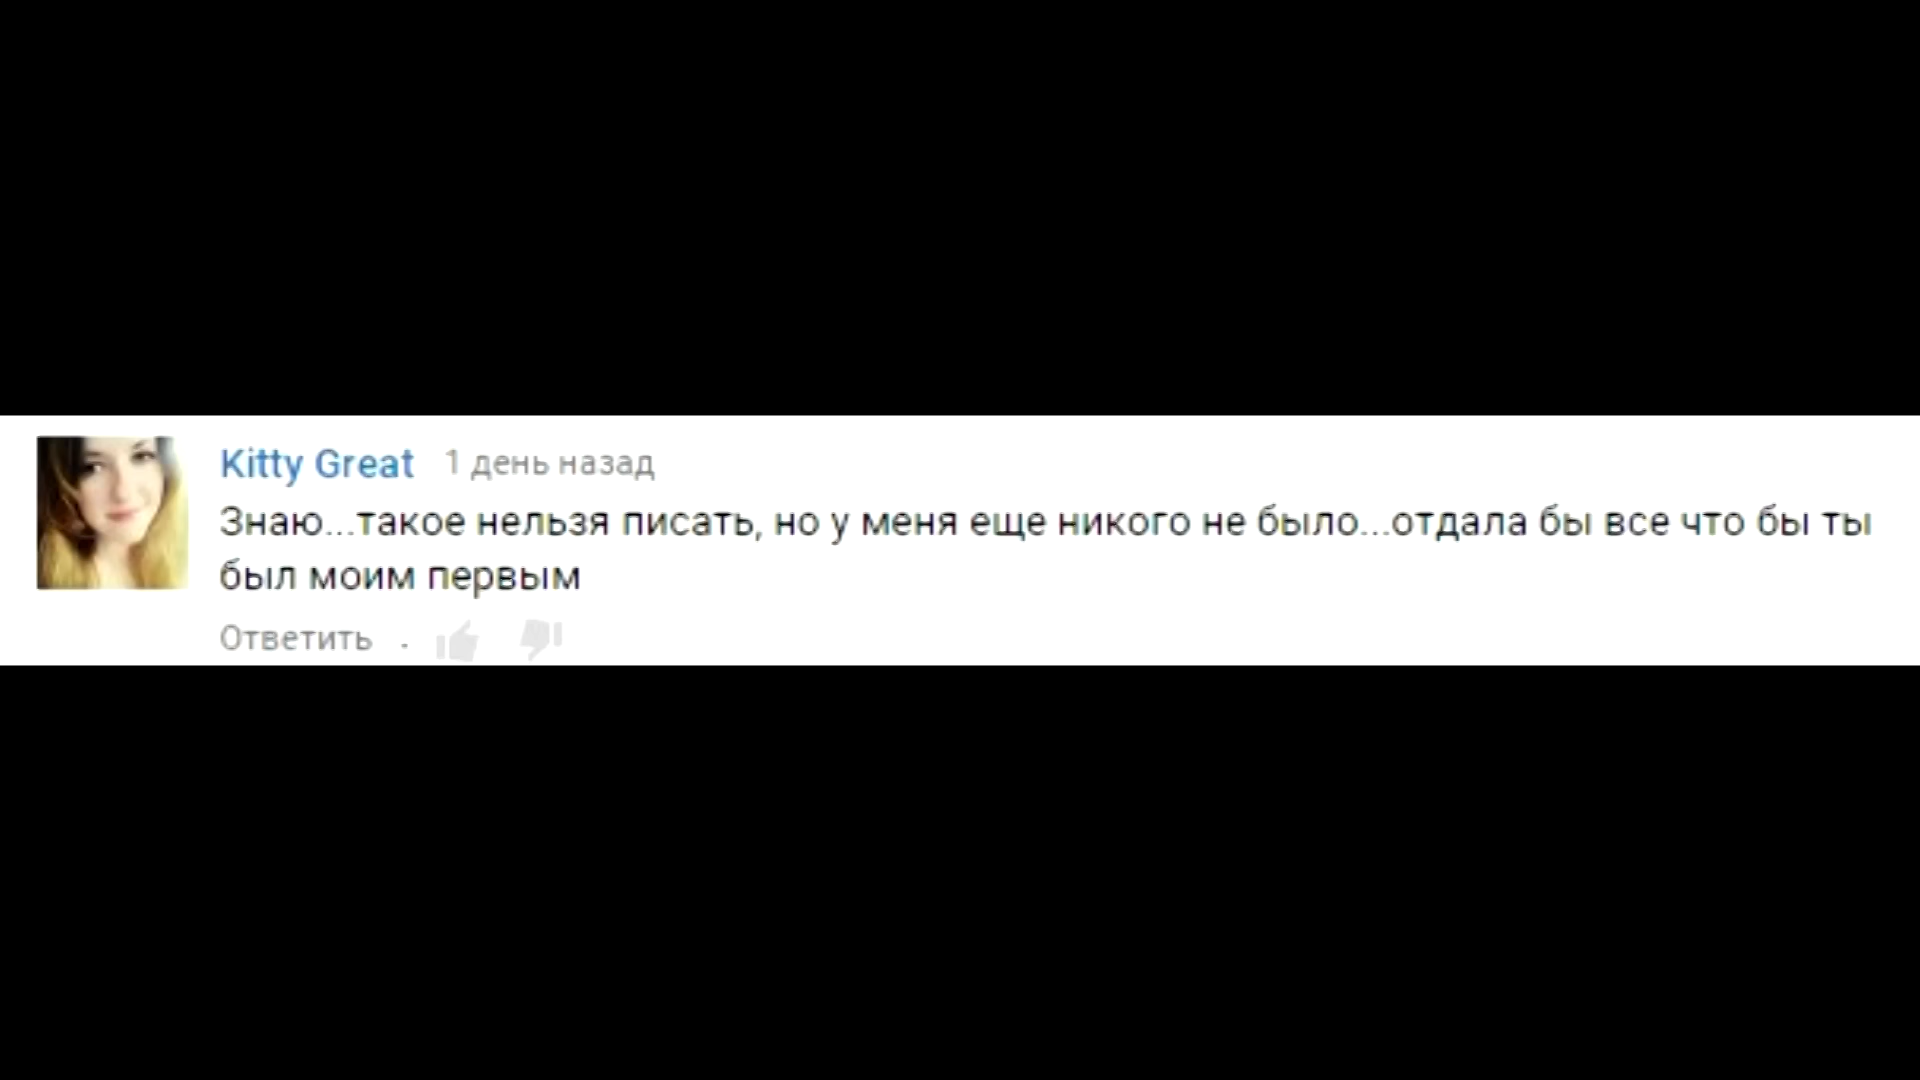 Kitty Great 1 день назад
Знаю...такое нельзя писать, но у меня еще никого не было...отдала бы все что бы ты
был моим первым
Ответить .